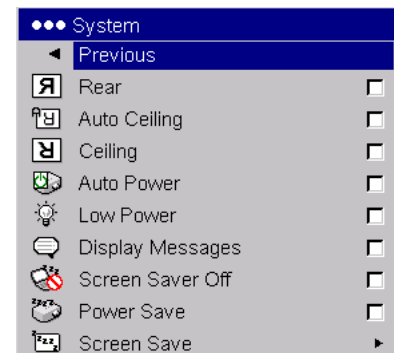 System
Previous
Rear
Auto Ceiling
Ceiling
Auto Power
Low Power
Display Messages
Screen Saver Off
Power Save
Screen Save